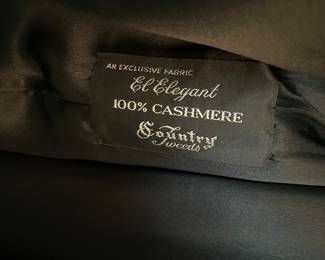 AN EXCLUSIVE FABRIC
El Elegant
100% CASHMERE
Country
Tweeds